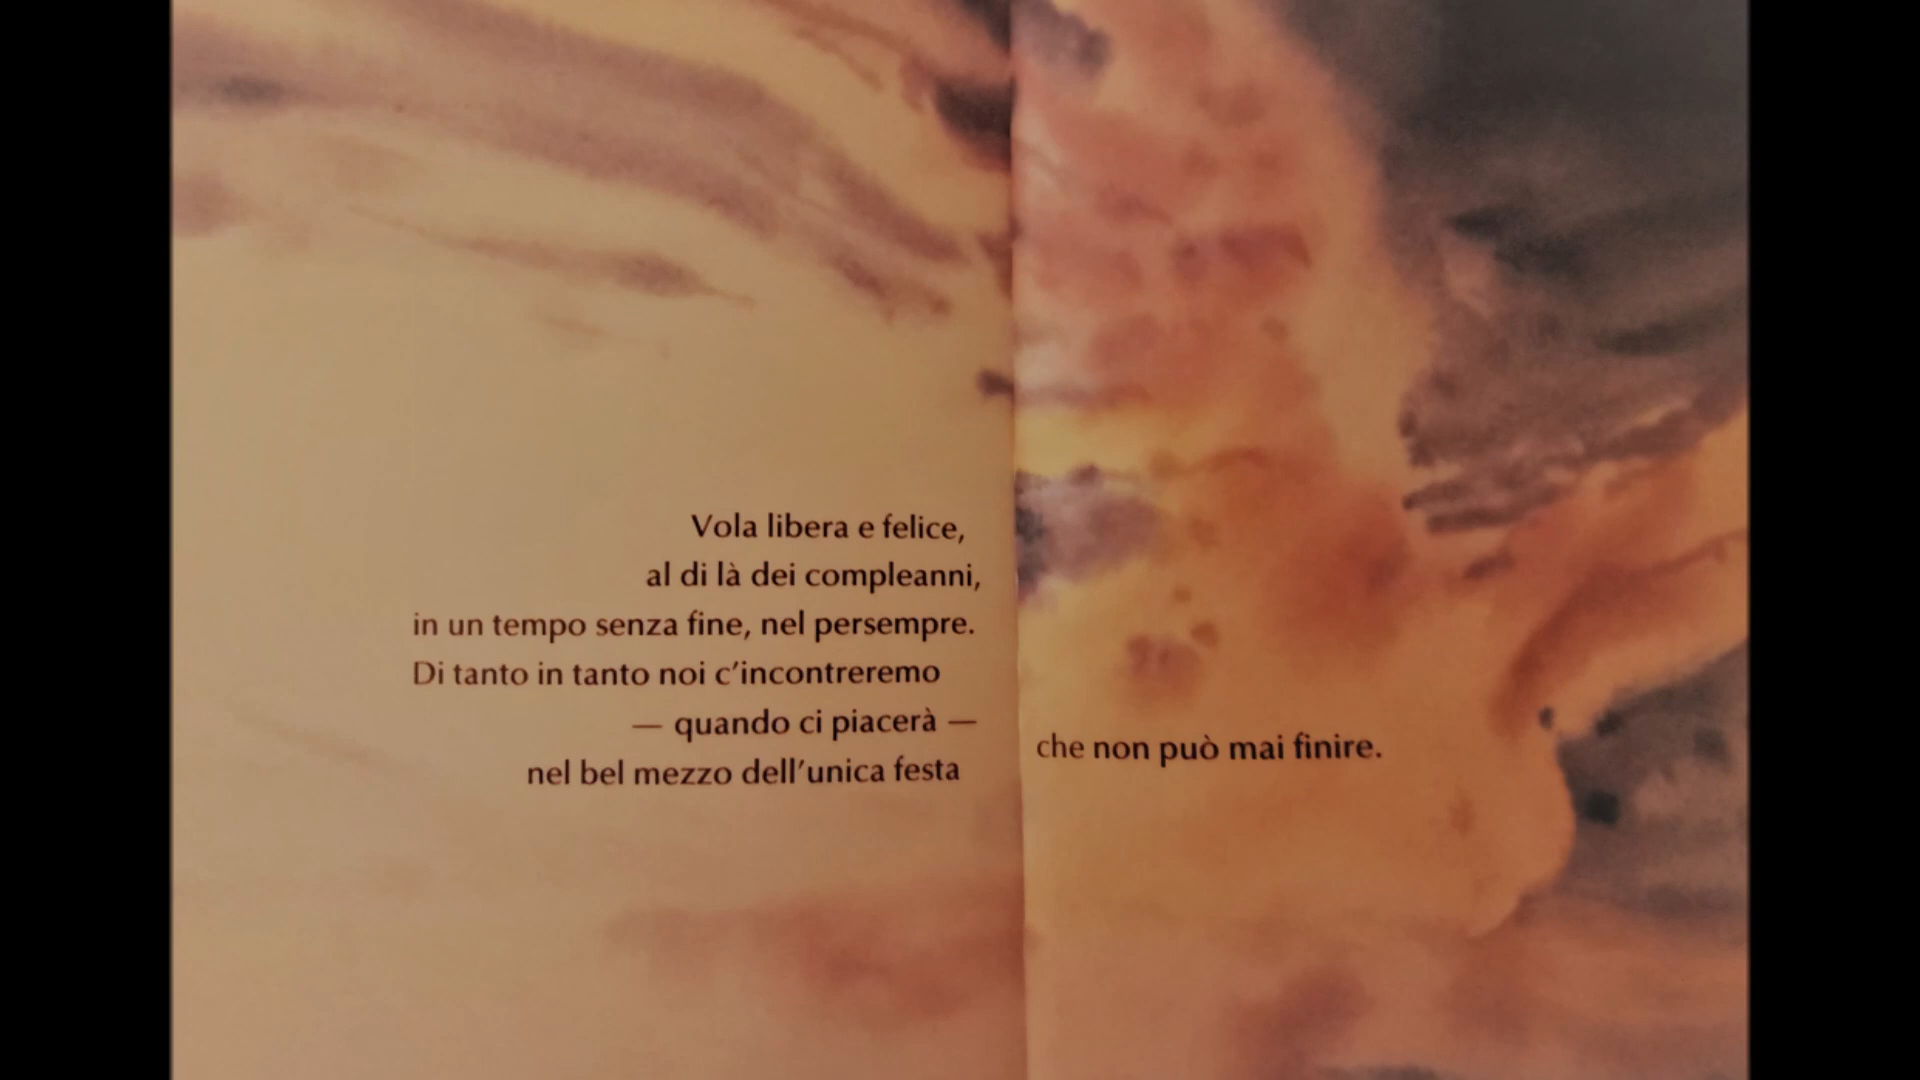 Vola libera e felice,
al di là dei compleanni,
in un tempo senza fine, nel persempre.
Di tanto in tanto noi c’incontreremo
— quando ci piacerà —
nel bel mezzo dell’unica festa
che non può mai finire.